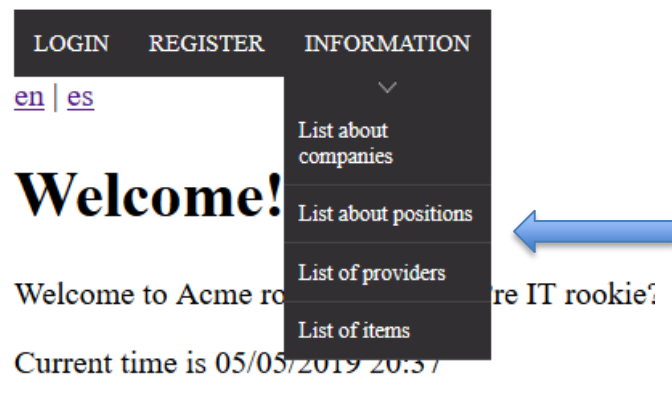 LOGIN REGISTER INFORMATION
en | es
List about
companies
Welcome!
List about positions
List of providers
Welcome to Acme ro re IT rookie?
List of items
Current time is 05/05/2019 20:37